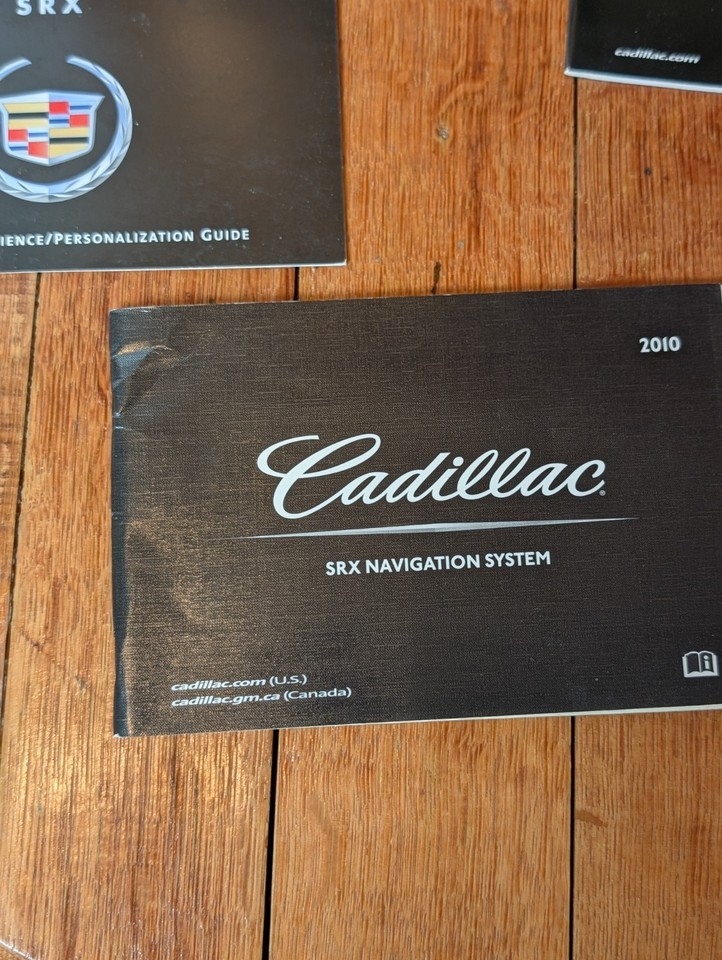 SRX
cadillac.com
IENCE/PERSONALIZATION GUIDE
2010
Cadillac®
SRX NAVIGATION SYSTEM
cadillac.com (U.S.)
cadillac.gm.ca (Canada)
i